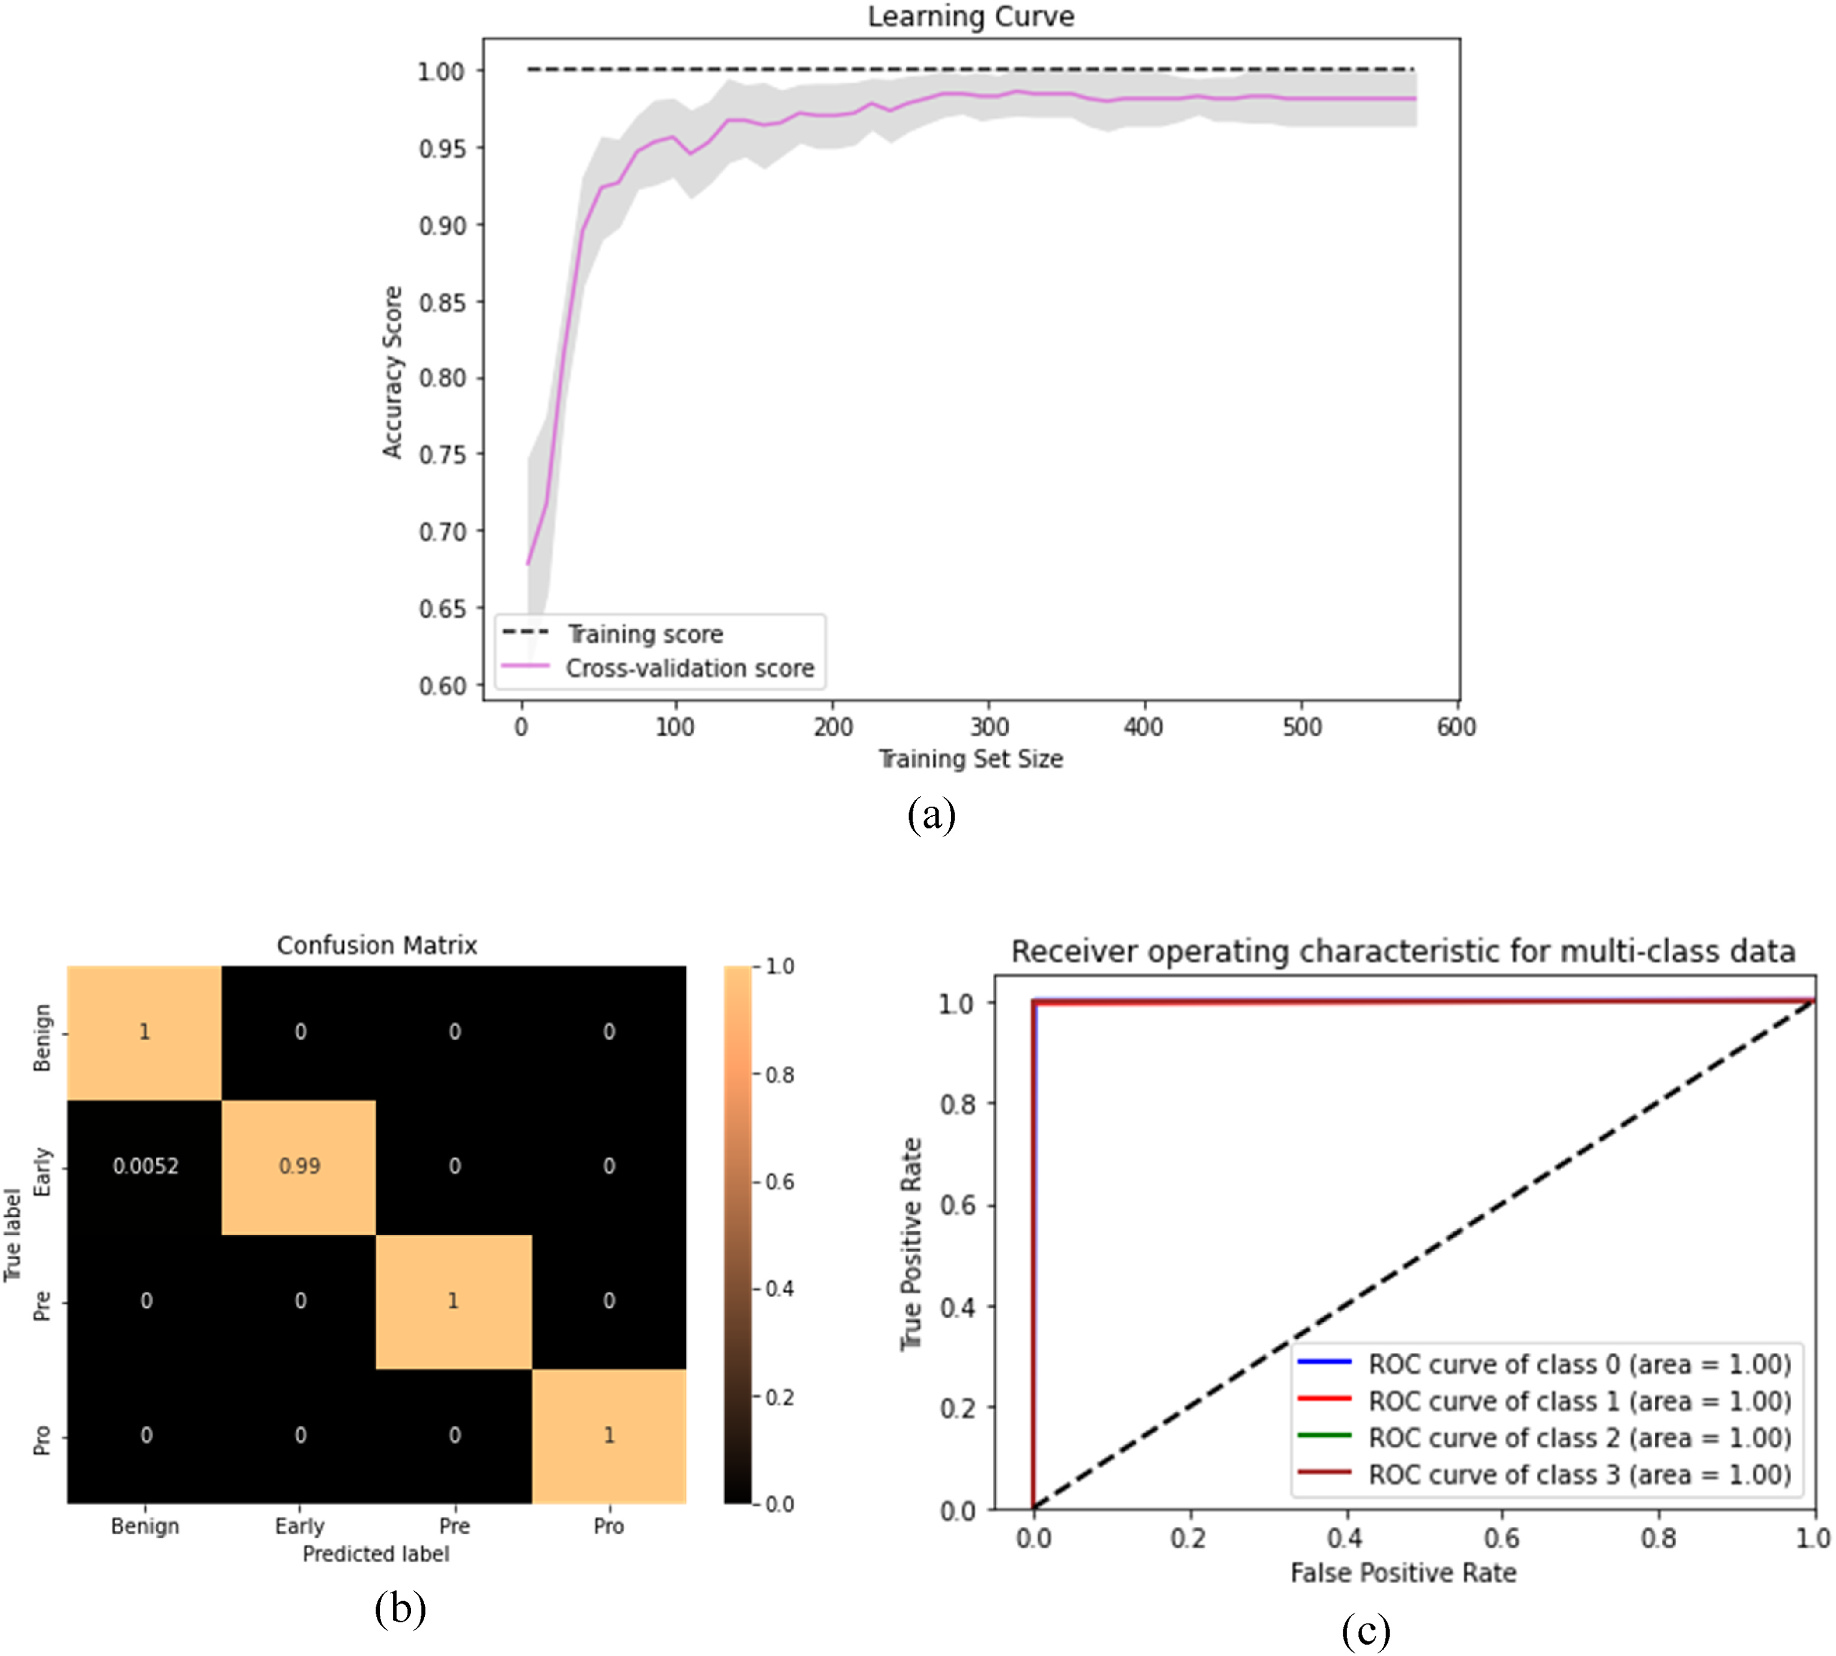 Learning Curve
1.00
0.95
0.90
0.85
0.80
0.75
0.70
0.65
0.60
Accuracy Score
Training score
Cross-validation score
0 100 200 300 400 500 600
Training Set Size
(a)
Confusion Matrix
Benign 1 0 0 0
Early 0.0052 0.99 0 0
Pre 0 0 1 0
Pro 0 0 0 1
True label
Benign Early Pre Pro
Predicted label
1.0
0.8
0.6
0.4
0.2
0.0
(b)
Receiver operating characteristic for multi-class data
1.0
0.8
0.6
0.4
0.2
0.0
True Positive Rate
ROC curve of class 0 (area = 1.00)
ROC curve of class 1 (area = 1.00)
ROC curve of class 2 (area = 1.00)
ROC curve of class 3 (area = 1.00)
0.0 0.2 0.4 0.6 0.8 1.0
False Positive Rate
(c)